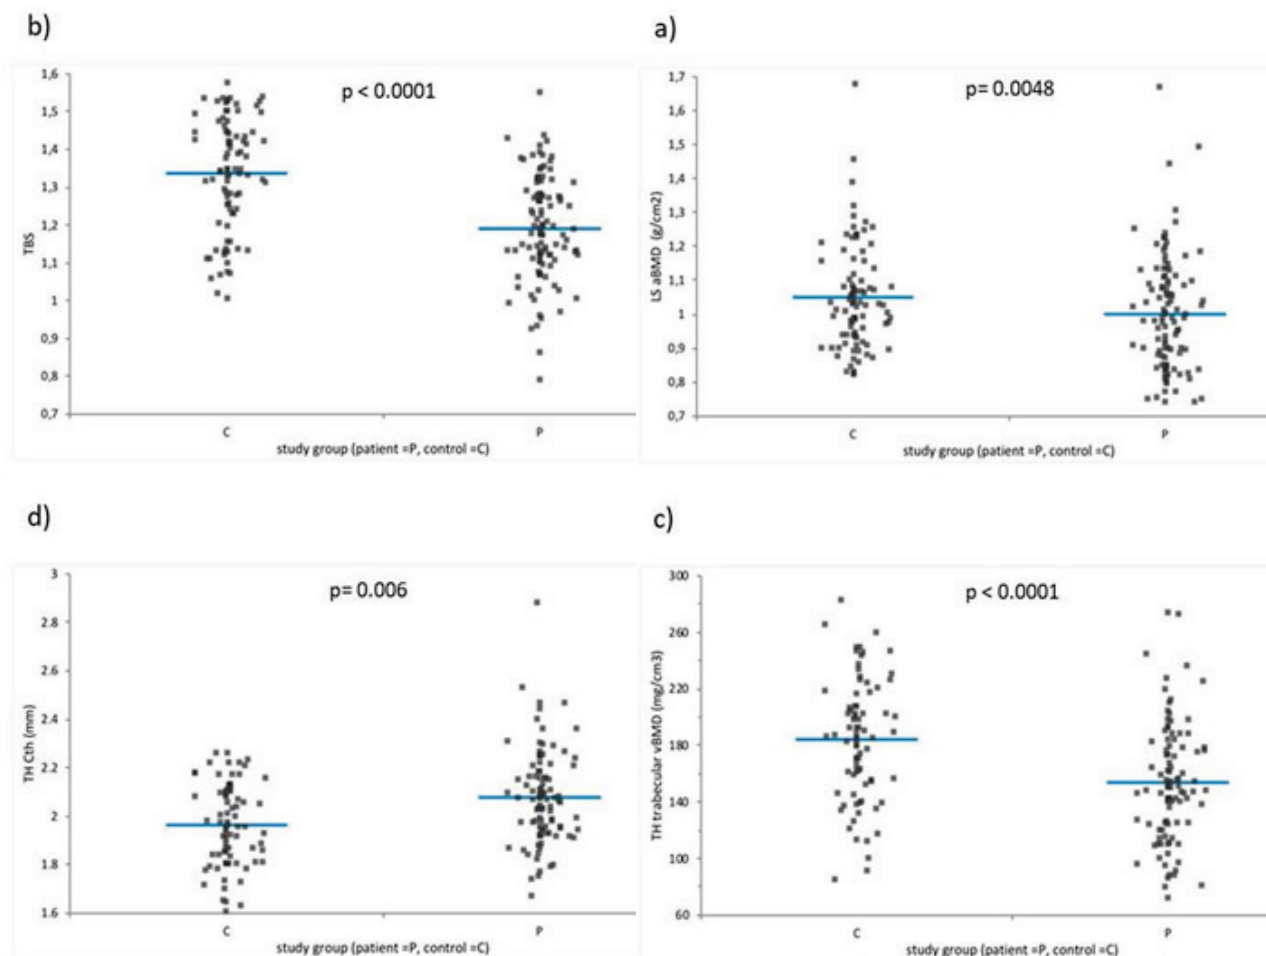 b)
p < 0.0001
TBS
1,6
1,5
1,4
1,3
1,2
1,1
1
0,9
0,8
0,7
C
P
study group (patient =P, control =C)
a)
p= 0.0048
LS aBMD (g/cm2)
1,7
1,6
1,5
1,4
1,3
1,2
1,1
1
0,9
0,8
0,7
C
P
study group (patient =P, control =C)
d)
p= 0.006
TH Cth (mm)
3
2.8
2.6
2.4
2.2
2
1.8
1.6
C
P
study group (patient =P, control =C)
c)
p < 0.0001
TH trabecular vBMD (mg/cm3)
300
260
220
180
140
100
60
C
P
study group (patient =P, control =C)